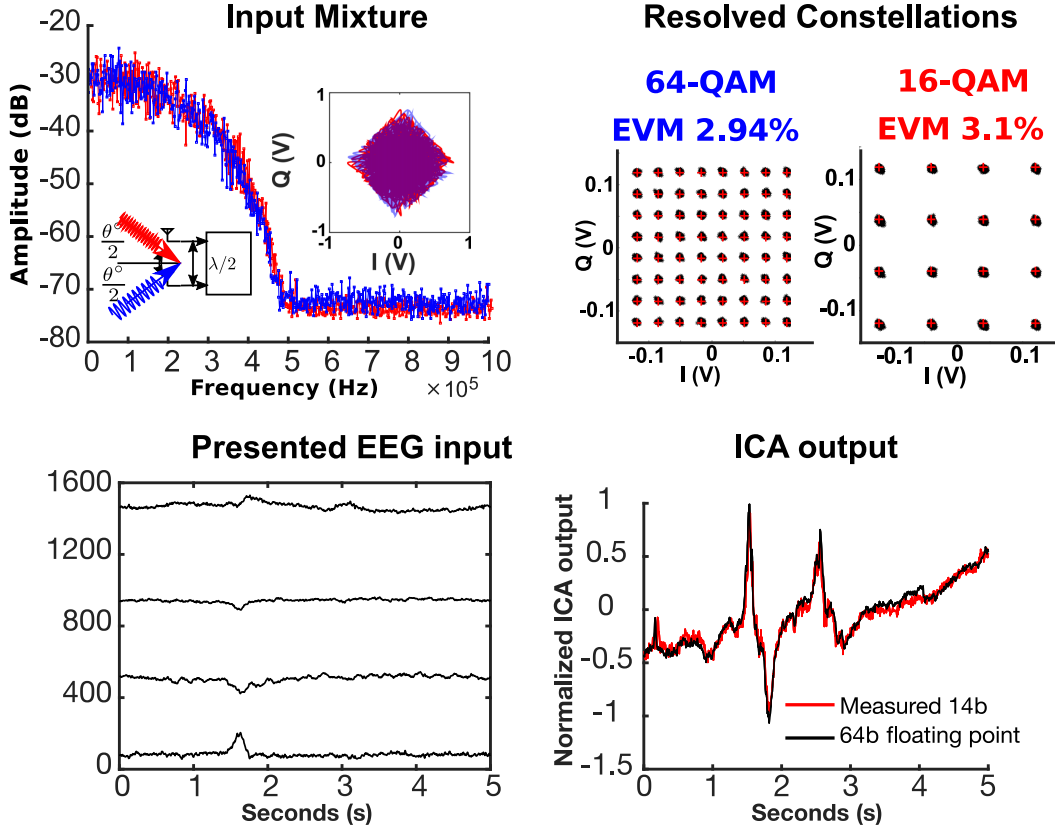 Input Mixture
-20
-30
-40
-50
-60
-70
-80
Amplitude (dB)
0 1 2 3 4 5 6 7 8 9 10
Frequency (Hz)
× 10⁵
1
0
-1
Q (V)
-1 0 1
I (V)
θ°
2
θ°
2
λ/2
Resolved Constellations
64-QAM
EVM 2.94%
0.1
0
-0.1
Q (V)
-0.1 0 0.1
I (V)
16-QAM
EVM 3.1%
0.1
0
-0.1
Q (V)
-0.1 0 0.1
I (V)
Presented EEG input
1600
1200
800
400
0
0 1 2 3 4 5
Seconds (s)
ICA output
1
0.5
0
-0.5
-1
-1.5
Normalized ICA output
Measured 14b
64b floating point
0 1 2 3 4 5
Seconds (s)